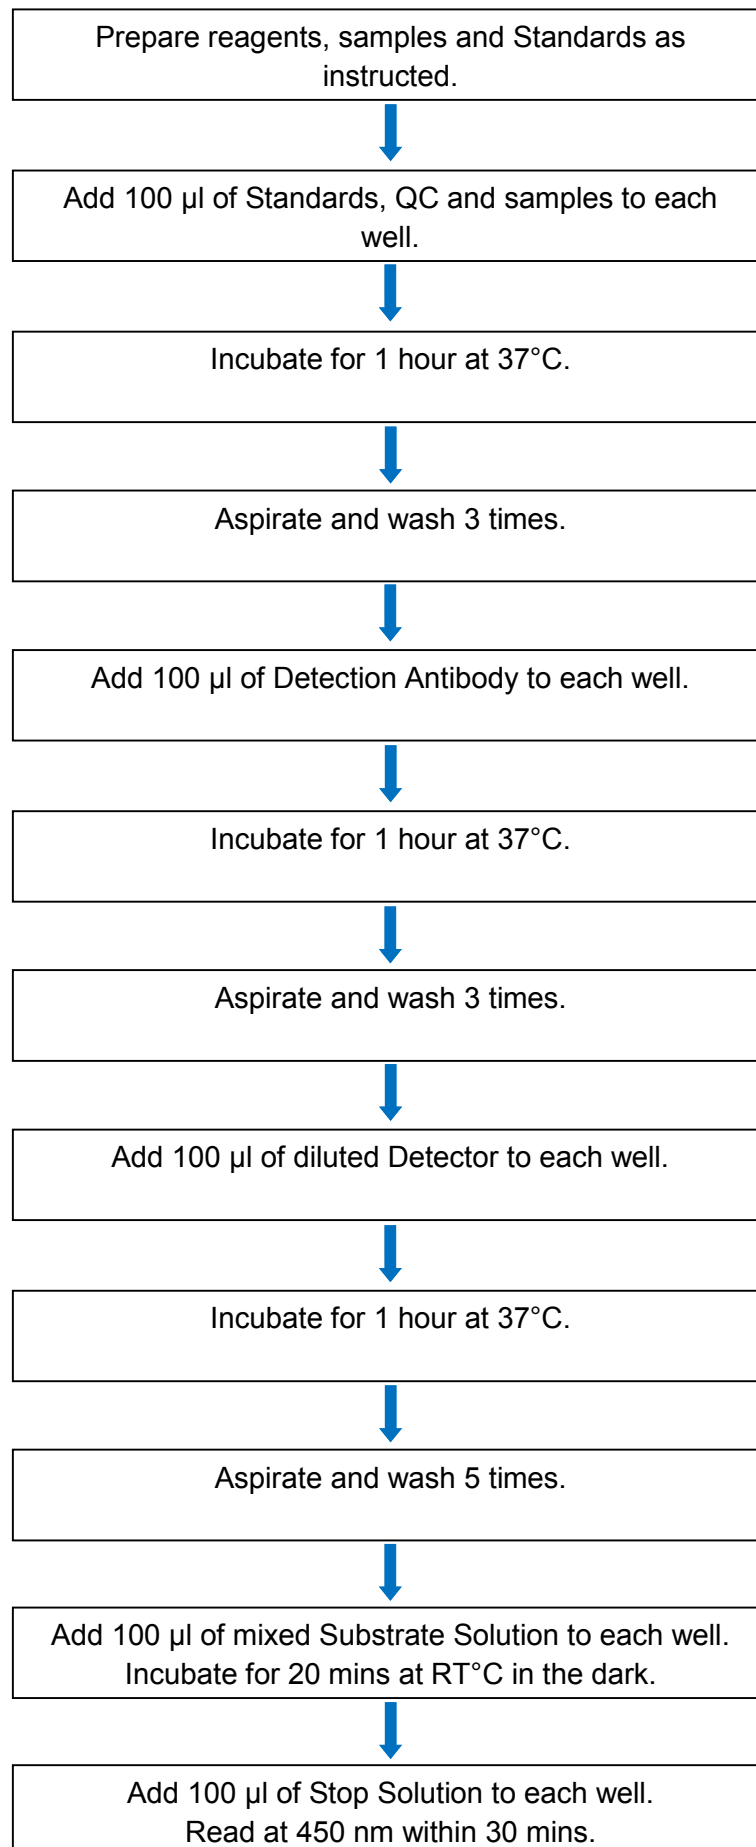 Prepare reagents, samples and Standards as
instructed.
Add 100 µl of Standards, QC and samples to each
well.
Incubate for 1 hour at 37°C.
Aspirate and wash 3 times.
Add 100 µl of Detection Antibody to each well.
Incubate for 1 hour at 37°C.
Aspirate and wash 3 times.
Add 100 µl of diluted Detector to each well.
Incubate for 1 hour at 37°C.
Aspirate and wash 5 times.
Add 100 µl of mixed Substrate Solution to each well.
Incubate for 20 mins at RT°C in the dark.
Add 100 µl of Stop Solution to each well.
Read at 450 nm within 30 mins.